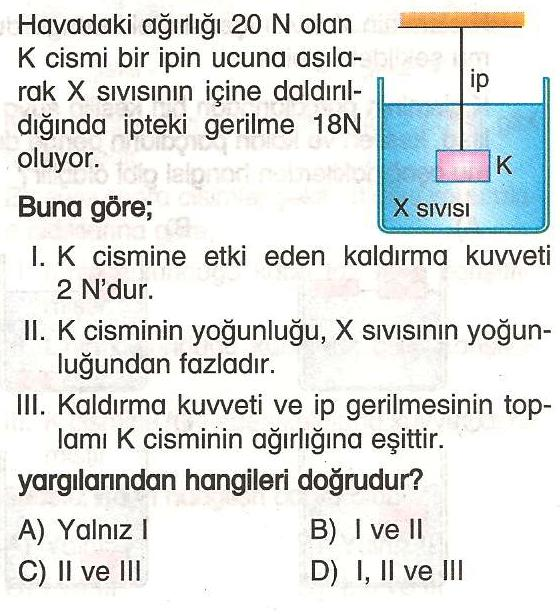 Havadaki ağırlığı 20 N olan
K cismi bir ipin ucuna asıla-
rak X sıvısının içine daldırıl-
dığında ipteki gerilme 18N
oluyor.
ip
K
X sıvısı
Buna göre;
I. K cismine etki eden kaldırma kuvveti
2 N'dur.
II. K cisminin yoğunluğu, X sıvısının yoğun-
luğundan fazladır.
III. Kaldırma kuvveti ve ip gerilmesinin top-
lamı K cisminin ağırlığına eşittir.
yargılarından hangileri doğrudur?
A) Yalnız I
B) I ve II
C) II ve III
D) I, II ve III